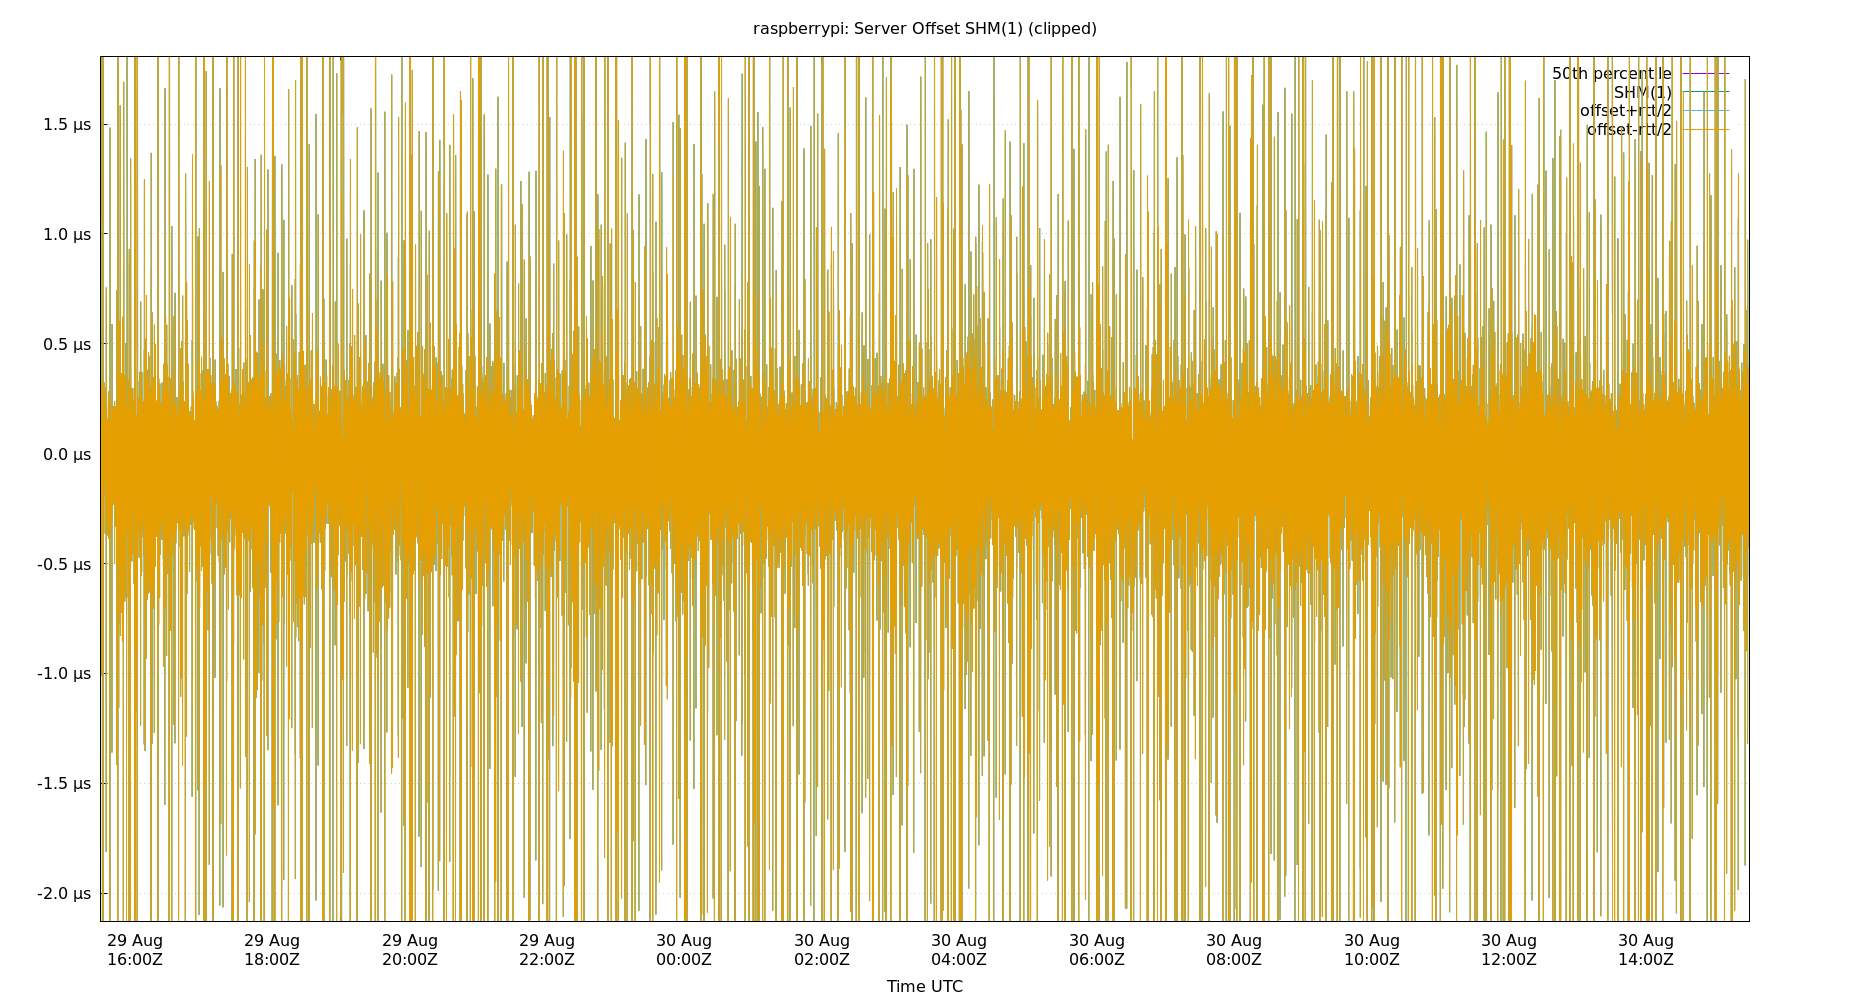 raspberrypi: Server Offset SHM(1) (clipped)
50th percentile
SHM(1)
offset+rtt/2
offset-rtt/2
1.5 µs
1.0 µs
0.5 µs
0.0 µs
-0.5 µs
-1.0 µs
-1.5 µs
-2.0 µs
29 Aug 29 Aug 29 Aug 29 Aug 30 Aug 30 Aug 30 Aug 30 Aug 30 Aug 30 Aug 30 Aug 30 Aug
16:00Z 18:00Z 20:00Z 22:00Z 00:00Z 02:00Z 04:00Z 06:00Z 08:00Z 10:00Z 12:00Z 14:00Z
Time UTC